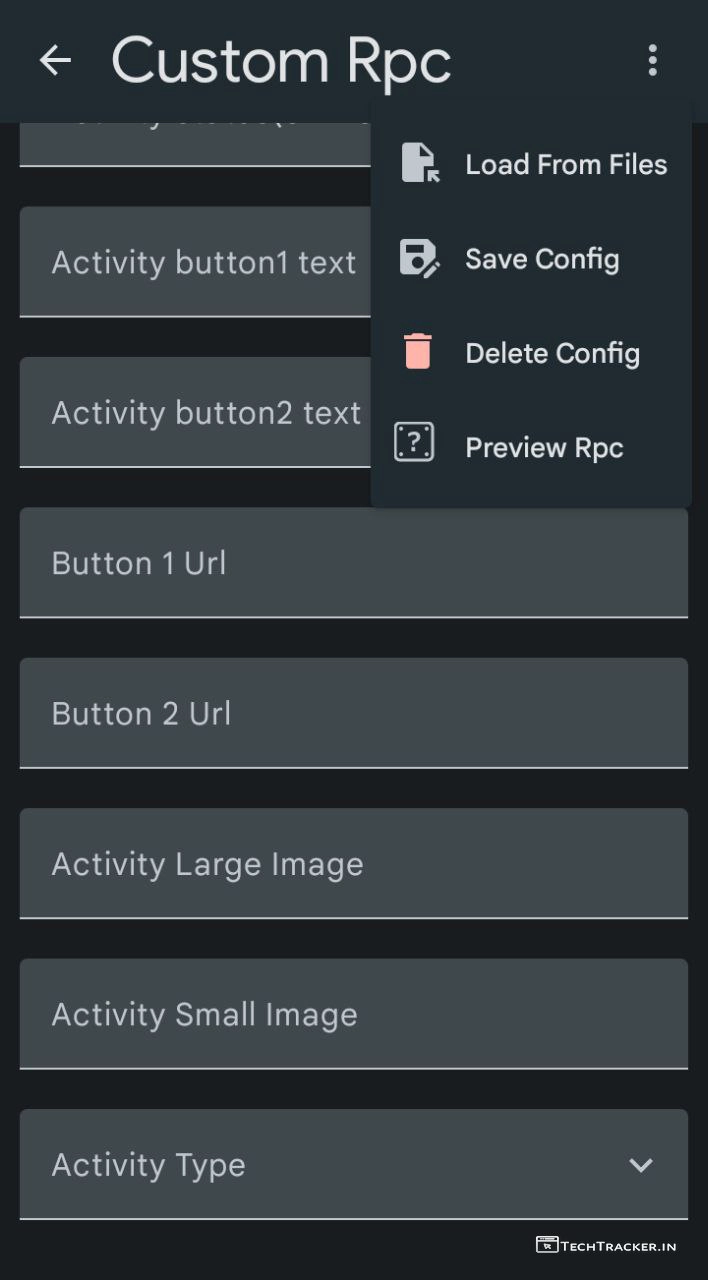 Custom Rpc
Load From Files
Activity button1 text
Save Config
Delete Config
Activity button2 text
Preview Rpc
Button 1 Url
Button 2 Url
Activity Large Image
Activity Small Image
Activity Type
TechTracker.in